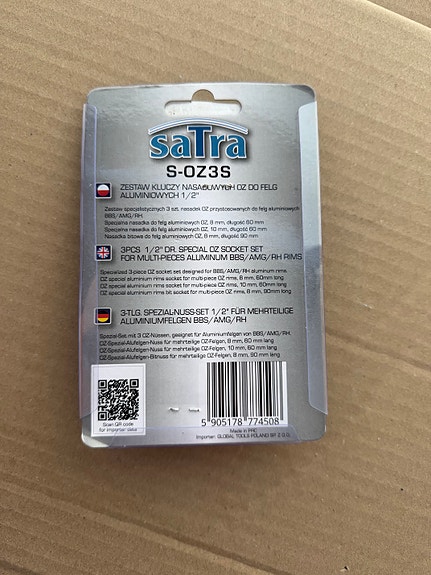 saTra
S-OZ3S
ZESTAW KLUCZY NASADOWYCH OZ DO FELG
ALUMINIOWYCH 1/2"
Zestaw specjalistycznych 3 szt. nasadek OZ przystosowanych do felg aluminiowych
BBS/AMG/RH.
Specjalna nasadka do felg aluminiowych OZ, 8 mm, długość 60 mm
Specjalna nasadka do felg aluminiowych OZ, 10 mm, długość 60 mm
Nasadka bitowa do felg aluminiowych OZ, 8 mm, długość 90 mm
3PCS 1/2" DR. SPECIAL OZ SOCKET SET
FOR MULTI-PIECES ALUMINUM BBS/AMG/RH RIMS
Specialized 3-piece OZ socket set designed for BBS/AMG/RH aluminum rims
OZ special aluminium rims socket for multi-piece OZ rims, 8 mm, 60mm long
OZ special aluminium rims socket for multi-piece OZ rims, 10 mm, 60mm long
OZ special aluminium rims bit socket for multi-piece OZ rims, 8 mm, 90mm long
3-TLG. SPEZIAL-NUSS-SET 1/2" FÜR MEHRTEILIGE
ALUMINIUMFELGEN BBS/AMG/RH
Spezial-Set mit 3 OZ-Nüssen, geeignet für Aluminiumfelgen von BBS/AMG/RH.
OZ-Spezial-Alufelgen-Nuss für mehrteilige OZ-Felgen, 8 mm, 60 mm lang
OZ-Spezial-Alufelgen-Nuss für mehrteilige OZ-Felgen, 10 mm, 60 mm lang
OZ-Spezial-Alufelgen-Bitnuss für mehrteilige OZ-Felgen, 8 mm, 90 mm lang
Scan QR code
for importer data
5 905178 774508
Made in PRC
Importer: GLOBAL TOOLS POLAND SP. Z O.O.